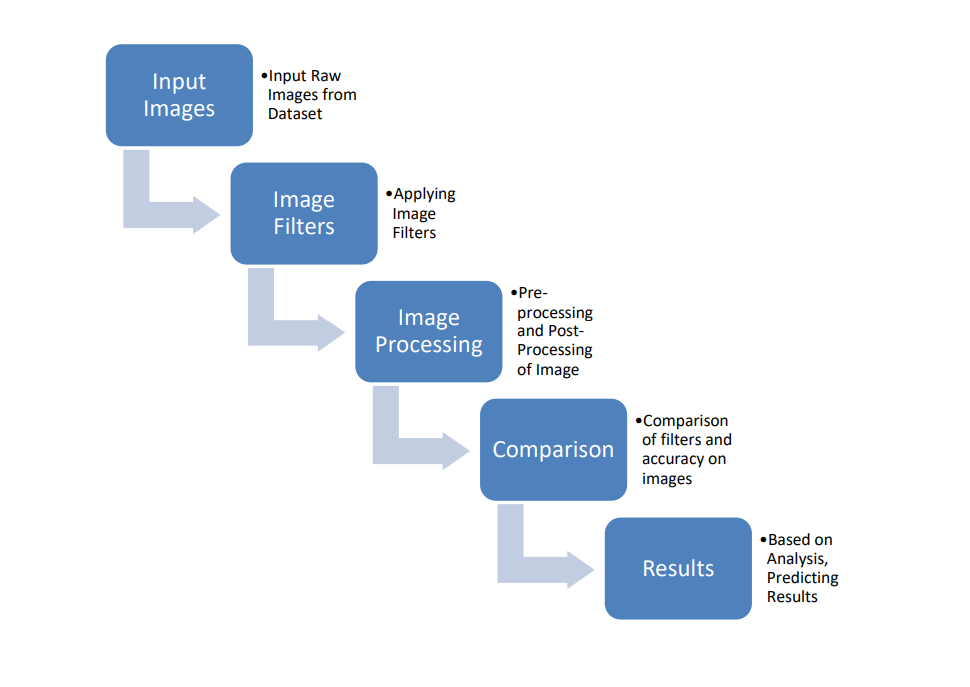 Input
Images
•Input Raw
Images from
Dataset
Image
Filters
•Applying
Image
Filters
Image
Processing
•Pre-
processing
and Post-
Processing
of Image
Comparison
•Comparison
of filters and
accuracy on
images
Results
•Based on
Analysis,
Predicting
Results